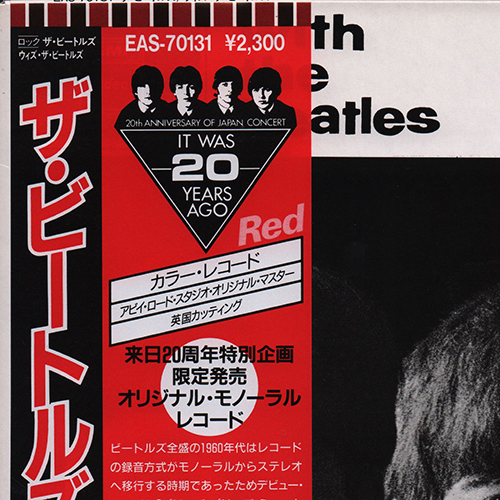 ロック ザ・ビートルズ
ウィズ・ザ・ビートルズ
ザ・ビートルズ
EAS-70131 ¥2,300
20th ANNIVERSARY OF JAPAN CONCERT
IT WAS
20
YEARS
AGO
Red
カラー・レコード
アビイ・ロード・スタジオ・オリジナル・マスター
英国カッティング
来日20周年特別企画
限定発売
オリジナル・モノーラル
レコード
ビートルズ全盛の1960年代はレコード
の録音方式がモノーラルからステレオ
へ移行する時期であったためデビュー・
th
e
atles